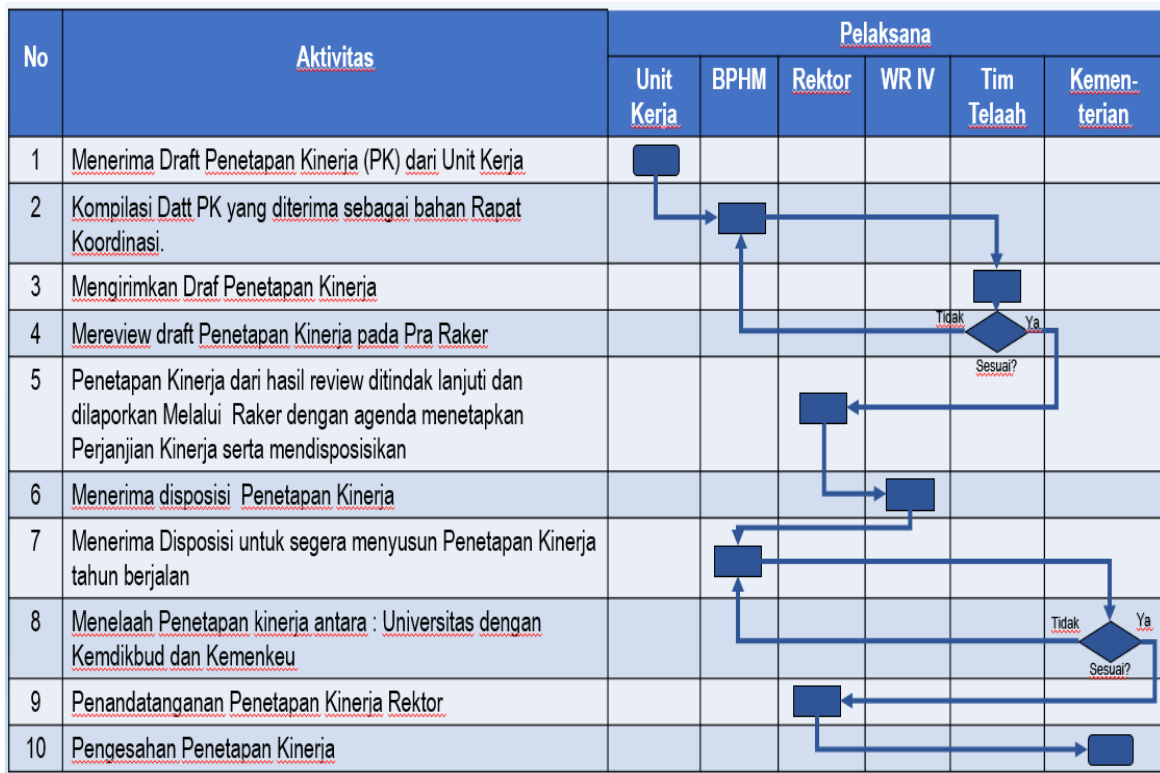 No
Aktivitas
Pelaksana
Unit
Kerja
BPHM
Rektor
WR IV
Tim
Telaah
Kemen-
terian
1
Menerima Draft Penetapan Kinerja (PK) dari Unit Kerja
2
Kompilasi Datt PK yang diterima sebagai bahan Rapat
Koordinasi.
3
Mengirimkan Draf Penetapan Kinerja
4
Mereview draft Penetapan Kinerja pada Pra Raker
Tidak
Ya
Sesuai?
5
Penetapan Kinerja dari hasil review ditindak lanjuti dan
dilaporkan Melalui Raker dengan agenda menetapkan
Perjanjian Kinerja serta mendisposisikan
6
Menerima disposisi Penetapan Kinerja
7
Menerima Disposisi untuk segera menyusun Penetapan Kinerja
tahun berjalan
8
Menelaah Penetapan kinerja antara : Universitas dengan
Kemdikbud dan Kemenkeu
Tidak
Ya
Sesuai?
9
Penandatanganan Penetapan Kinerja Rektor
10
Pengesahan Penetapan Kinerja